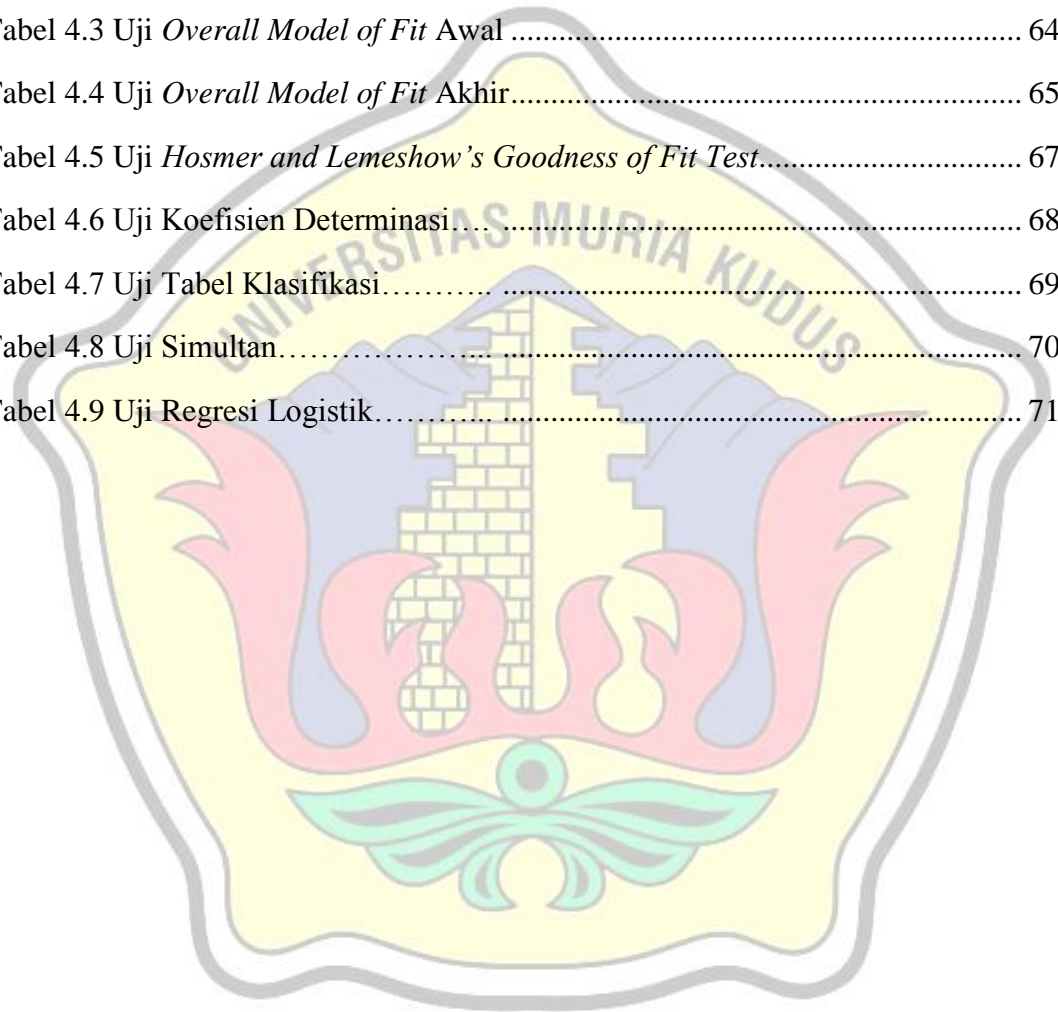 Tabel 4.3 Uji Overall Model of Fit Awal ............................................................................ 64
Tabel 4.4 Uji Overall Model of Fit Akhir............................................................................ 65
Tabel 4.5 Uji Hosmer and Lemeshow’s Goodness of Fit Test...................................... 67
Tabel 4.6 Uji Koefisien Determinasi…. ............................................................................. 68
Tabel 4.7 Uji Tabel Klasifikasi……….. ............................................................................. 69
Tabel 4.8 Uji Simultan……………….. ............................................................................. 70
Tabel 4.9 Uji Regresi Logistik……….. ............................................................................. 71
UNIVERSITAS MURIA KUDUS